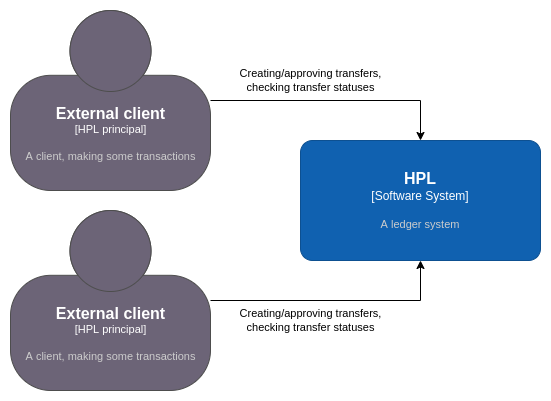 External client
[HPL principal]
A client, making some transactions
Creating/approving transfers,
checking transfer statuses
HPL
[Software System]
A ledger system
External client
[HPL principal]
A client, making some transactions
Creating/approving transfers,
checking transfer statuses